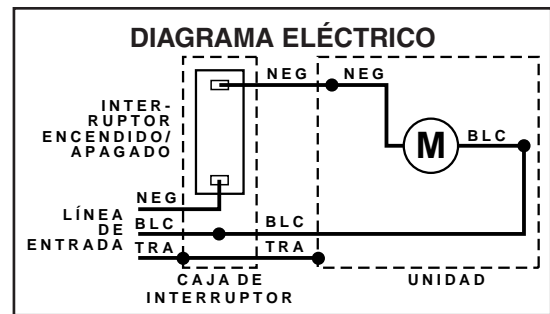 DIAGRAMA ELÉCTRICO
NEG NEG
INTER-
RUPTOR
ENCENDIDO/
APAGADO
M
BLC
NEG
LÍNEA
DE
ENTRADA
BLC BLC
TRA TRA
CAJA DE
INTERRUPTOR
UNIDAD